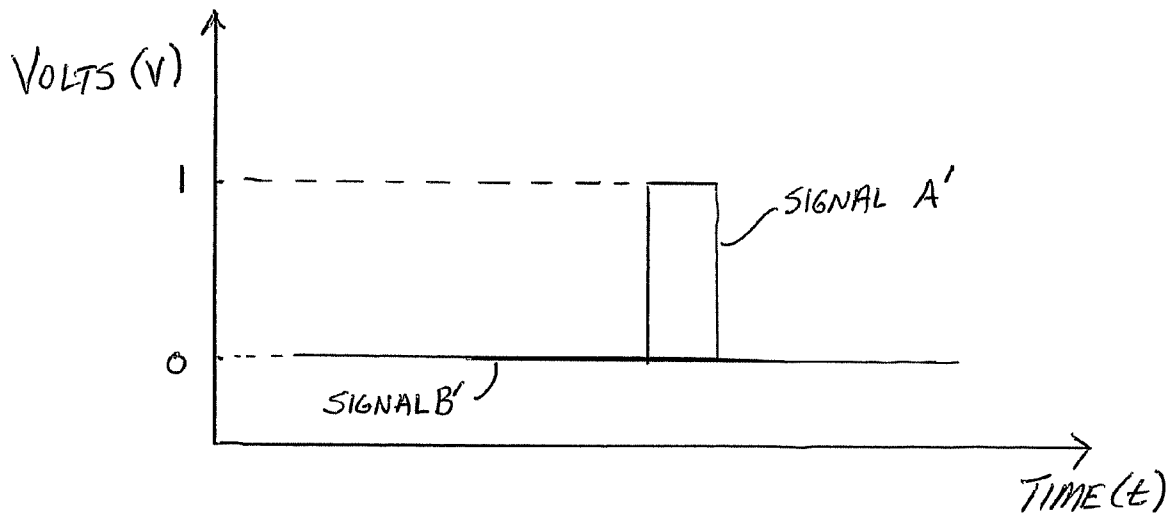 VOLTS (V)
1
SIGNAL A'
0
SIGNAL B'
TIME (t)